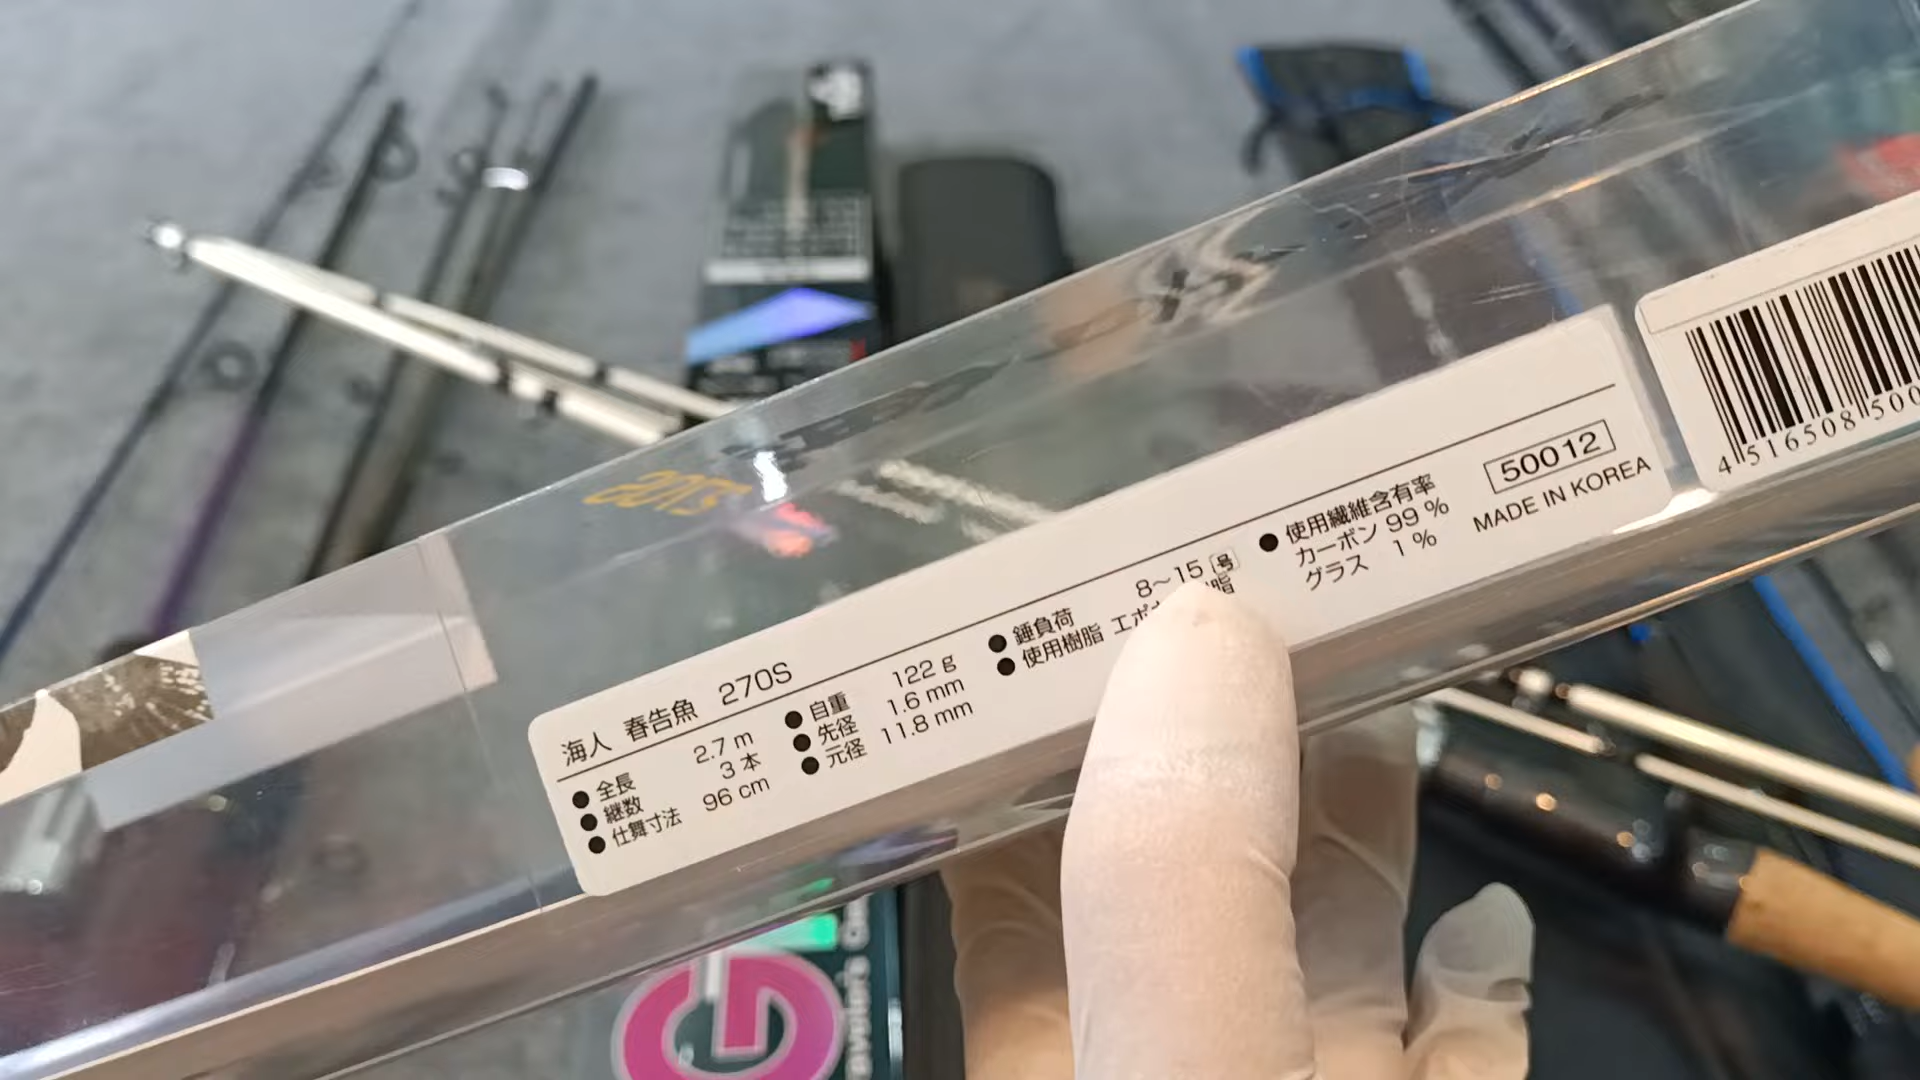 海人 春告魚 270S
●全長 2.7 m
●継数 3 本
●仕舞寸法 96 cm
●自重 122 g
●先径 1.6 mm
●元径 11.8 mm
●錘負荷 8～15 号
●使用樹脂 エポ 脂
●使用繊維含有率
カーボン 99 %
グラス 1 %
50012
MADE IN KOREA
4 516508 500
G